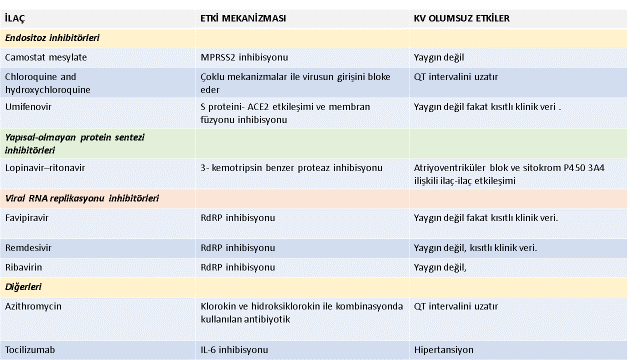 İLAÇ ETKİ MEKANİZMASI KV OLUMSUZ ETKİLER
Endositoz inhibitörleri
Camostat mesylate MPRSS2 inhibisyonu Yaygın değil
Chloroquine and Çoklu mekanizmalar ile virusun girişini bloke QT intervalini uzatır
hydroxychloroquine eder
Umifenovir S proteini- ACE2 etkileşimi ve membran Yaygın değil fakat kısıtlı klinik veri .
füzyonu inhibisyonu
Yapısal-olmayan protein sentezi
inhibitörleri
Lopinavir–ritonavir 3- kemotripsin benzer proteaz inhibisyonu Atriyoventriküler blok ve sitokrom P450 3A4
ilişkili ilaç-ilaç etkileşimi
Viral RNA replikasyonu inhibitörleri
Favipiravir RdRP inhibisyonu Yaygın değil fakat kısıtlı klinik veri.
Remdesivir RdRP inhibisyonu Yaygın değil, kısıtlı klinik veri.
Ribavirin RdRP inhibisyonu Yaygın değil,
Diğerleri
Azithromycin Klorokin ve hidroksiklorokin ile kombinasyonda QT intervalini uzatır
kullanılan antibiyotik
Tocilizumab IL-6 inhibisyonu Hipertansiyon